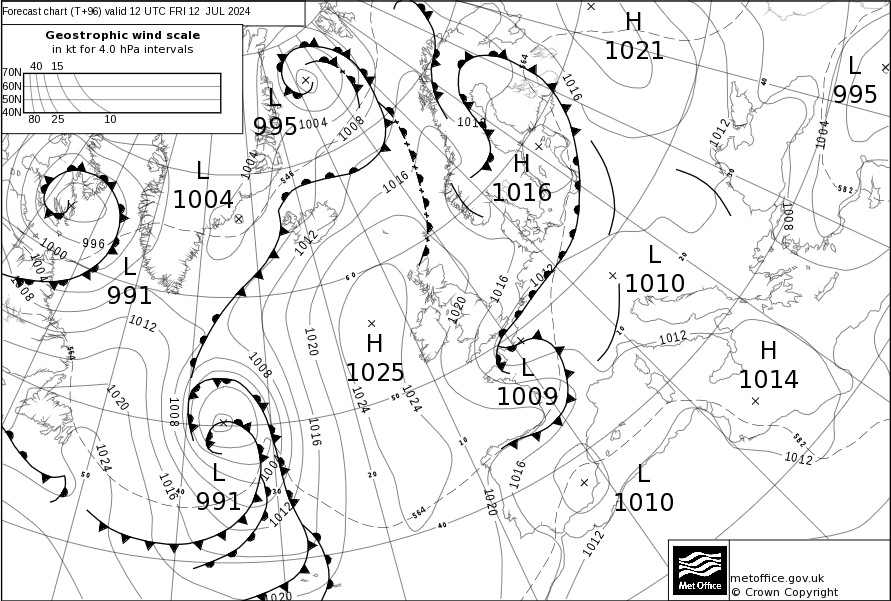 Forecast chart (T+96) valid 12 UTC FRI 12 JUL 2024
Geostrophic wind scale
in kt for 4.0 hPa intervals
40 15
70N
60N
50N
40N
80 25 10
H
1021
L
995
L
995
1004
1008
564
1016
40
1012
1004
1012
H
1016
L
1004
1004
546
1016
30
582
1008
1000
996
L
991
1004
1008
1012
60
1012
1016
1020
L
1010
20
1012
1012
564
1020
1008
H
1025
10
1012
H
1014
L
1009
1020
1008
1024
1024
50
1016
10
582
1012
1024
50
1016
40
L
991
1004
30
1012
20
564
40
1016
1020
L
1010
1012
1020
Met Office
metoffice.gov.uk
© Crown Copyright